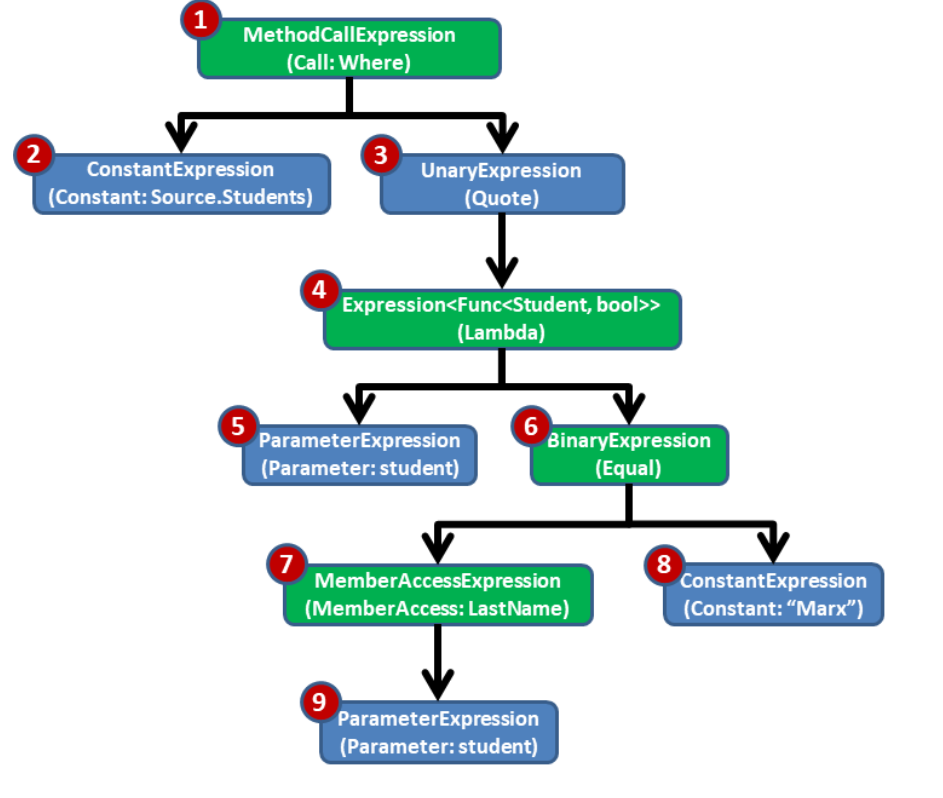 1
MethodCallExpression
(Call: Where)
2
ConstantExpression
(Constant: Source.Students)
3
UnaryExpression
(Quote)
4
Expression<Func<Student, bool>>
(Lambda)
5
ParameterExpression
(Parameter: student)
6
BinaryExpression
(Equal)
7
MemberAccessExpression
(MemberAccess: LastName)
8
ConstantExpression
(Constant: “Marx”)
9
ParameterExpression
(Parameter: student)